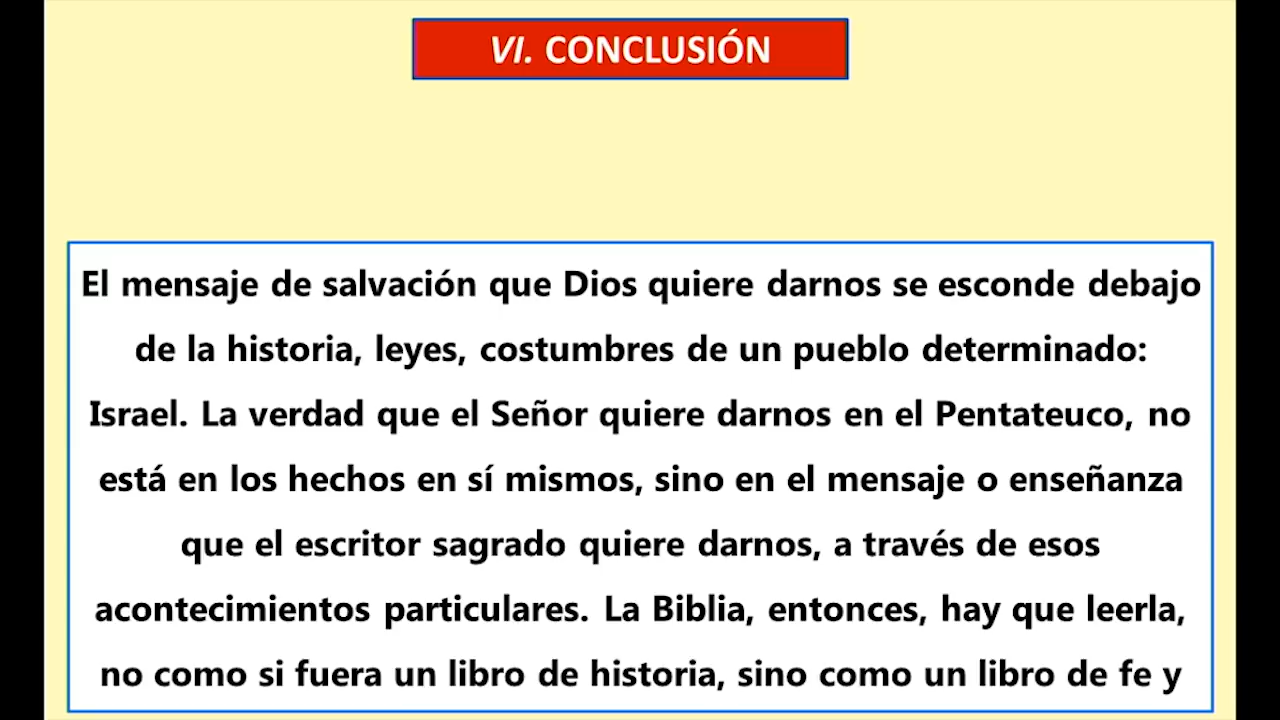 VI. CONCLUSIÓN
El mensaje de salvación que Dios quiere darnos se esconde debajo
de la historia, leyes, costumbres de un pueblo determinado:
Israel. La verdad que el Señor quiere darnos en el Pentateuco, no
está en los hechos en sí mismos, sino en el mensaje o enseñanza
que el escritor sagrado quiere darnos, a través de esos
acontecimientos particulares. La Biblia, entonces, hay que leerla,
no como si fuera un libro de historia, sino como un libro de fe y